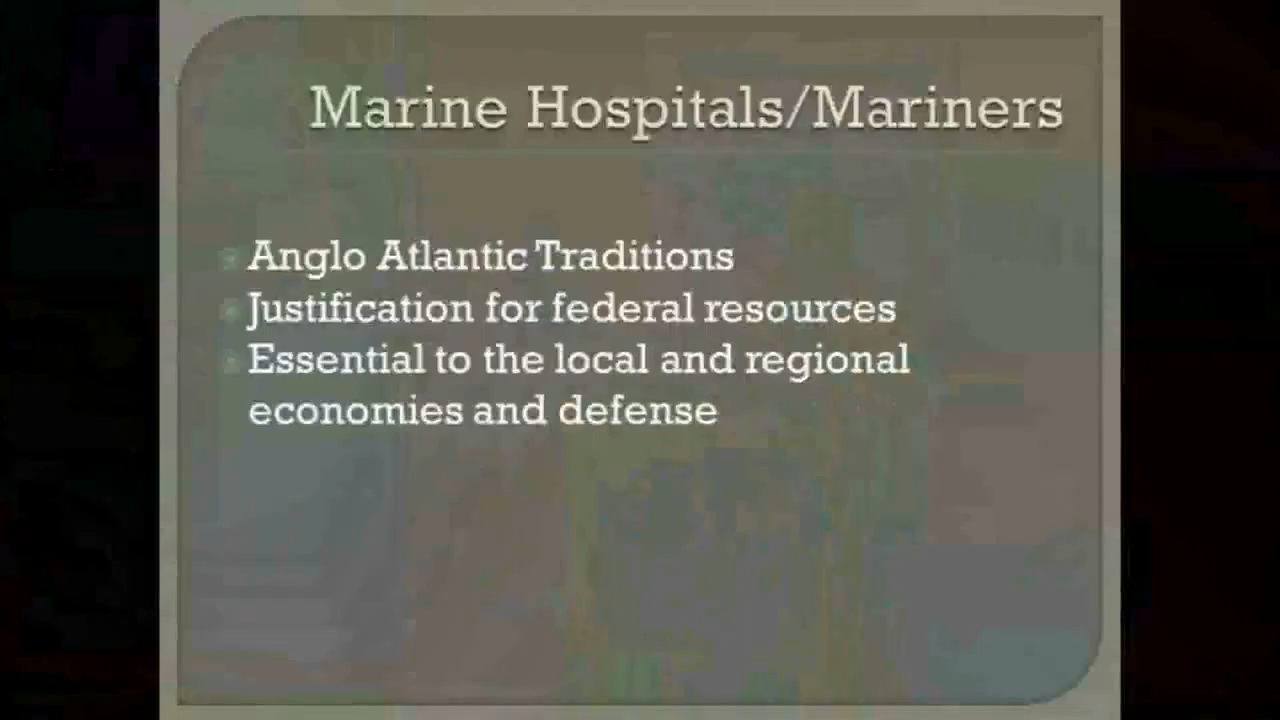 Marine Hospitals/Mariners
Anglo Atlantic Traditions
Justification for federal resources
Essential to the local and regional
economies and defense